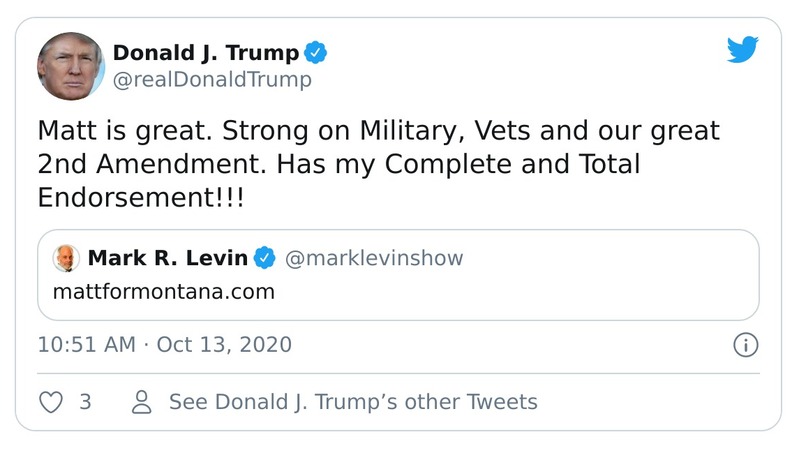 Donald J. Trump
@realDonaldTrump
Matt is great. Strong on Military, Vets and our great
2nd Amendment. Has my Complete and Total
Endorsement!!!
Mark R. Levin @marklevinshow
mattformontana.com
10:51 AM · Oct 13, 2020
3 See Donald J. Trump’s other Tweets